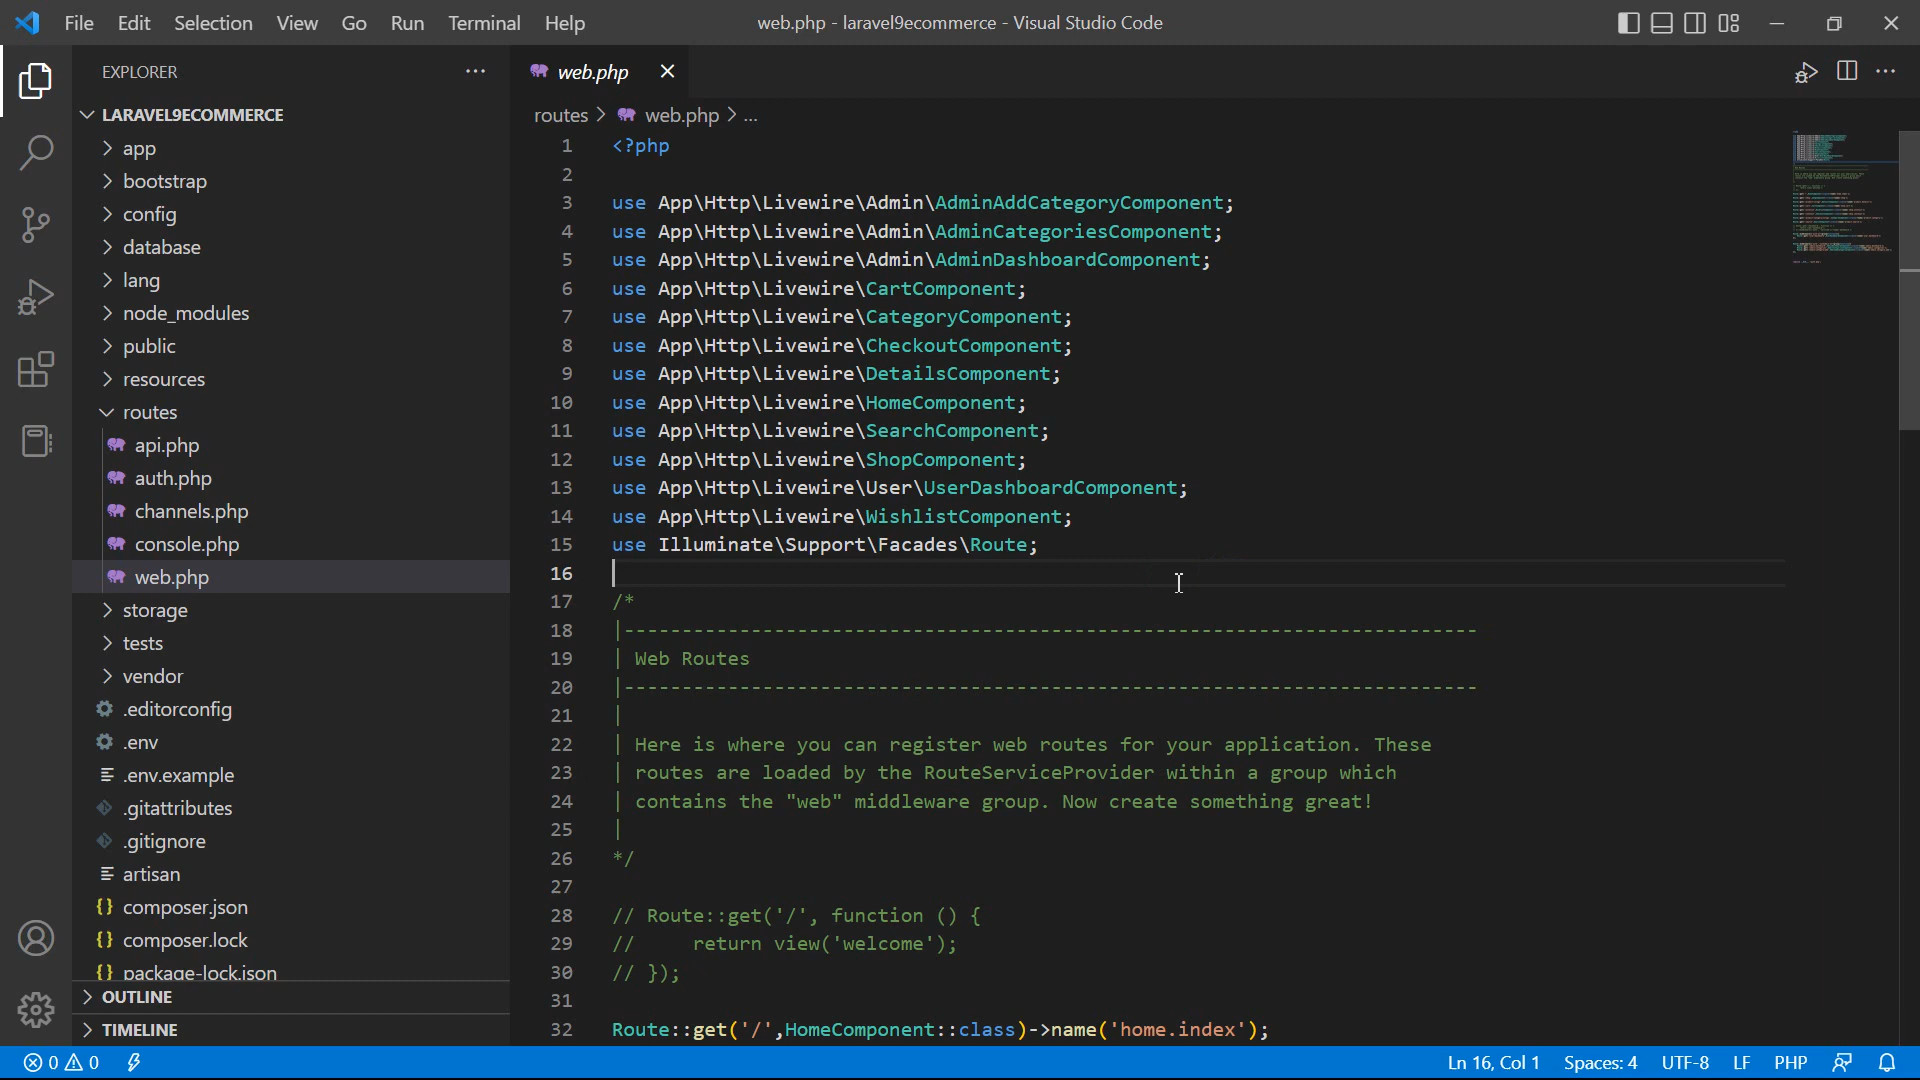 File Edit Selection View Go Run Terminal Help
web.php - laravel9ecommerce - Visual Studio Code
EXPLORER
LARAVEL9ECOMMERCE
app
bootstrap
config
database
lang
node_modules
public
resources
routes
api.php
auth.php
channels.php
console.php
web.php
storage
tests
vendor
.editorconfig
.env
.env.example
.gitattributes
.gitignore
artisan
composer.json
composer.lock
package-lock.json
OUTLINE
TIMELINE
web.php
routes > web.php > ...
1 <?php
2
3 use App\Http\Livewire\Admin\AdminAddCategoryComponent;
4 use App\Http\Livewire\Admin\AdminCategoriesComponent;
5 use App\Http\Livewire\Admin\AdminDashboardComponent;
6 use App\Http\Livewire\CartComponent;
7 use App\Http\Livewire\CategoryComponent;
8 use App\Http\Livewire\CheckoutComponent;
9 use App\Http\Livewire\DetailsComponent;
10 use App\Http\Livewire\HomeComponent;
11 use App\Http\Livewire\SearchComponent;
12 use App\Http\Livewire\ShopComponent;
13 use App\Http\Livewire\User\UserDashboardComponent;
14 use App\Http\Livewire\WishlistComponent;
15 use Illuminate\Support\Facades\Route;
16
17 /*
18 |--------------------------------------------------------------------------
19 | Web Routes
20 |--------------------------------------------------------------------------
21 |
22 | Here is where you can register web routes for your application. These
23 | routes are loaded by the RouteServiceProvider within a group which
24 | contains the "web" middleware group. Now create something great!
25 |
26 */
27
28 // Route::get('/', function () {
29 //     return view('welcome');
30 // });
31
32 Route::get('/',HomeComponent::class)->name('home.index');
0 0
Ln 16, Col 1 Spaces: 4 UTF-8 LF PHP